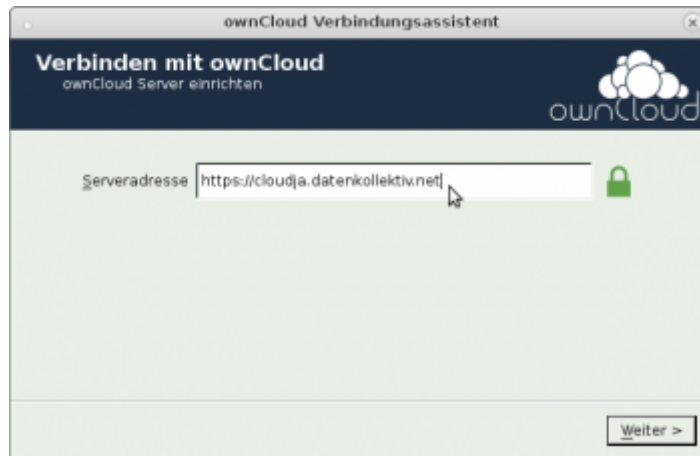 ownCloud Verbindungsassistent
Verbinden mit ownCloud
ownCloud Server einrichten
ownCloud
Serveradresse https://cloudja.datenkollektiv.net
Weiter >